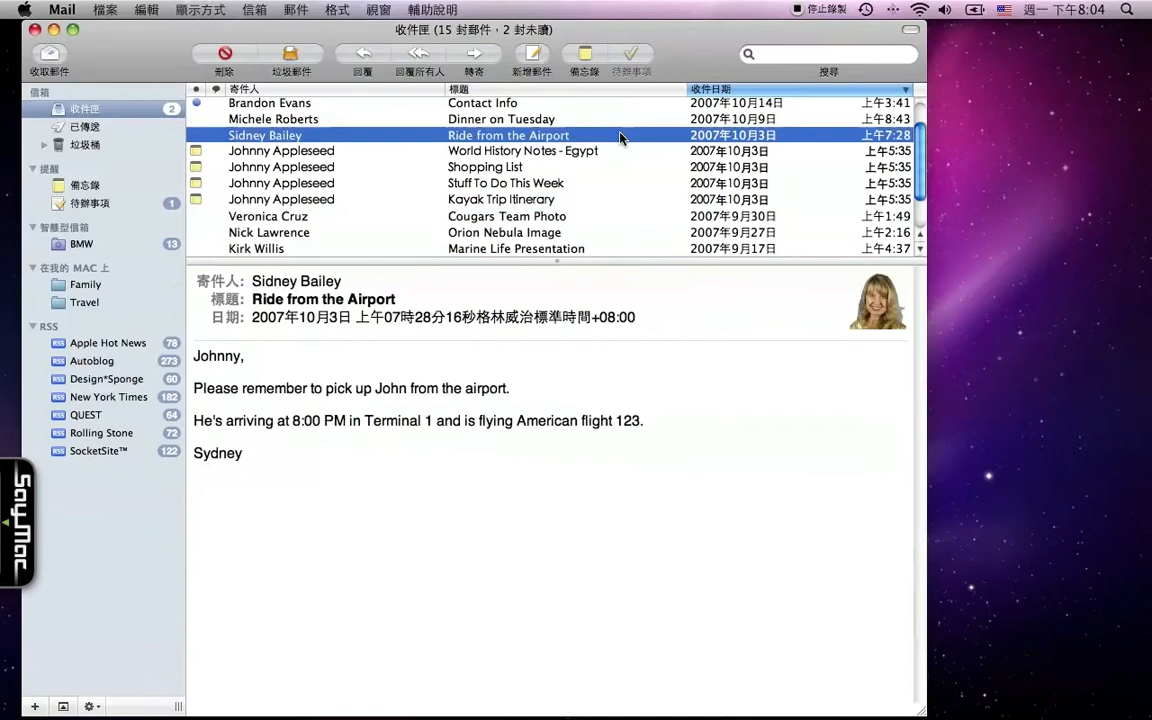 Mail 檔案 編輯 顯示方式 信箱 郵件 格式 視窗 輔助說明 停止錄製 週一 下午8:04
收件匣 (15 封郵件，2 封未讀)
收取郵件 刪除 垃圾郵件 回覆 回覆所有人 轉寄 新增郵件 備忘錄 待辦事項 搜尋
信箱
收件匣 2
已傳送
垃圾桶
提醒
備忘錄
待辦事項 1
智慧型信箱
BMW 13
在我的 MAC 上
Family
Travel
RSS
RSS Apple Hot News 78
RSS Autoblog 273
RSS Design*Sponge 60
RSS New York Times 182
RSS QUEST 64
RSS Rolling Stone 72
RSS SocketSite™ 122
寄件人 標題 收件日期
Brandon Evans Contact Info 2007年10月14日 上午3:41
Michele Roberts Dinner on Tuesday 2007年10月9日 上午8:43
Sidney Bailey Ride from the Airport 2007年10月3日 上午7:28
Johnny Appleseed World History Notes - Egypt 2007年10月3日 上午5:35
Johnny Appleseed Shopping List 2007年10月3日 上午5:35
Johnny Appleseed Stuff To Do This Week 2007年10月3日 上午5:35
Johnny Appleseed Kayak Trip Itinerary 2007年10月3日 上午5:35
Veronica Cruz Cougars Team Photo 2007年9月30日 上午1:49
Nick Lawrence Orion Nebula Image 2007年9月27日 上午2:16
Kirk Willis Marine Life Presentation 2007年9月17日 上午4:37
寄件人: Sidney Bailey
標題: Ride from the Airport
日期: 2007年10月3日 上午07時28分16秒格林威治標準時間+08:00
Johnny,
Please remember to pick up John from the airport.
He's arriving at 8:00 PM in Terminal 1 and is flying American flight 123.
Sydney
Say,Mac